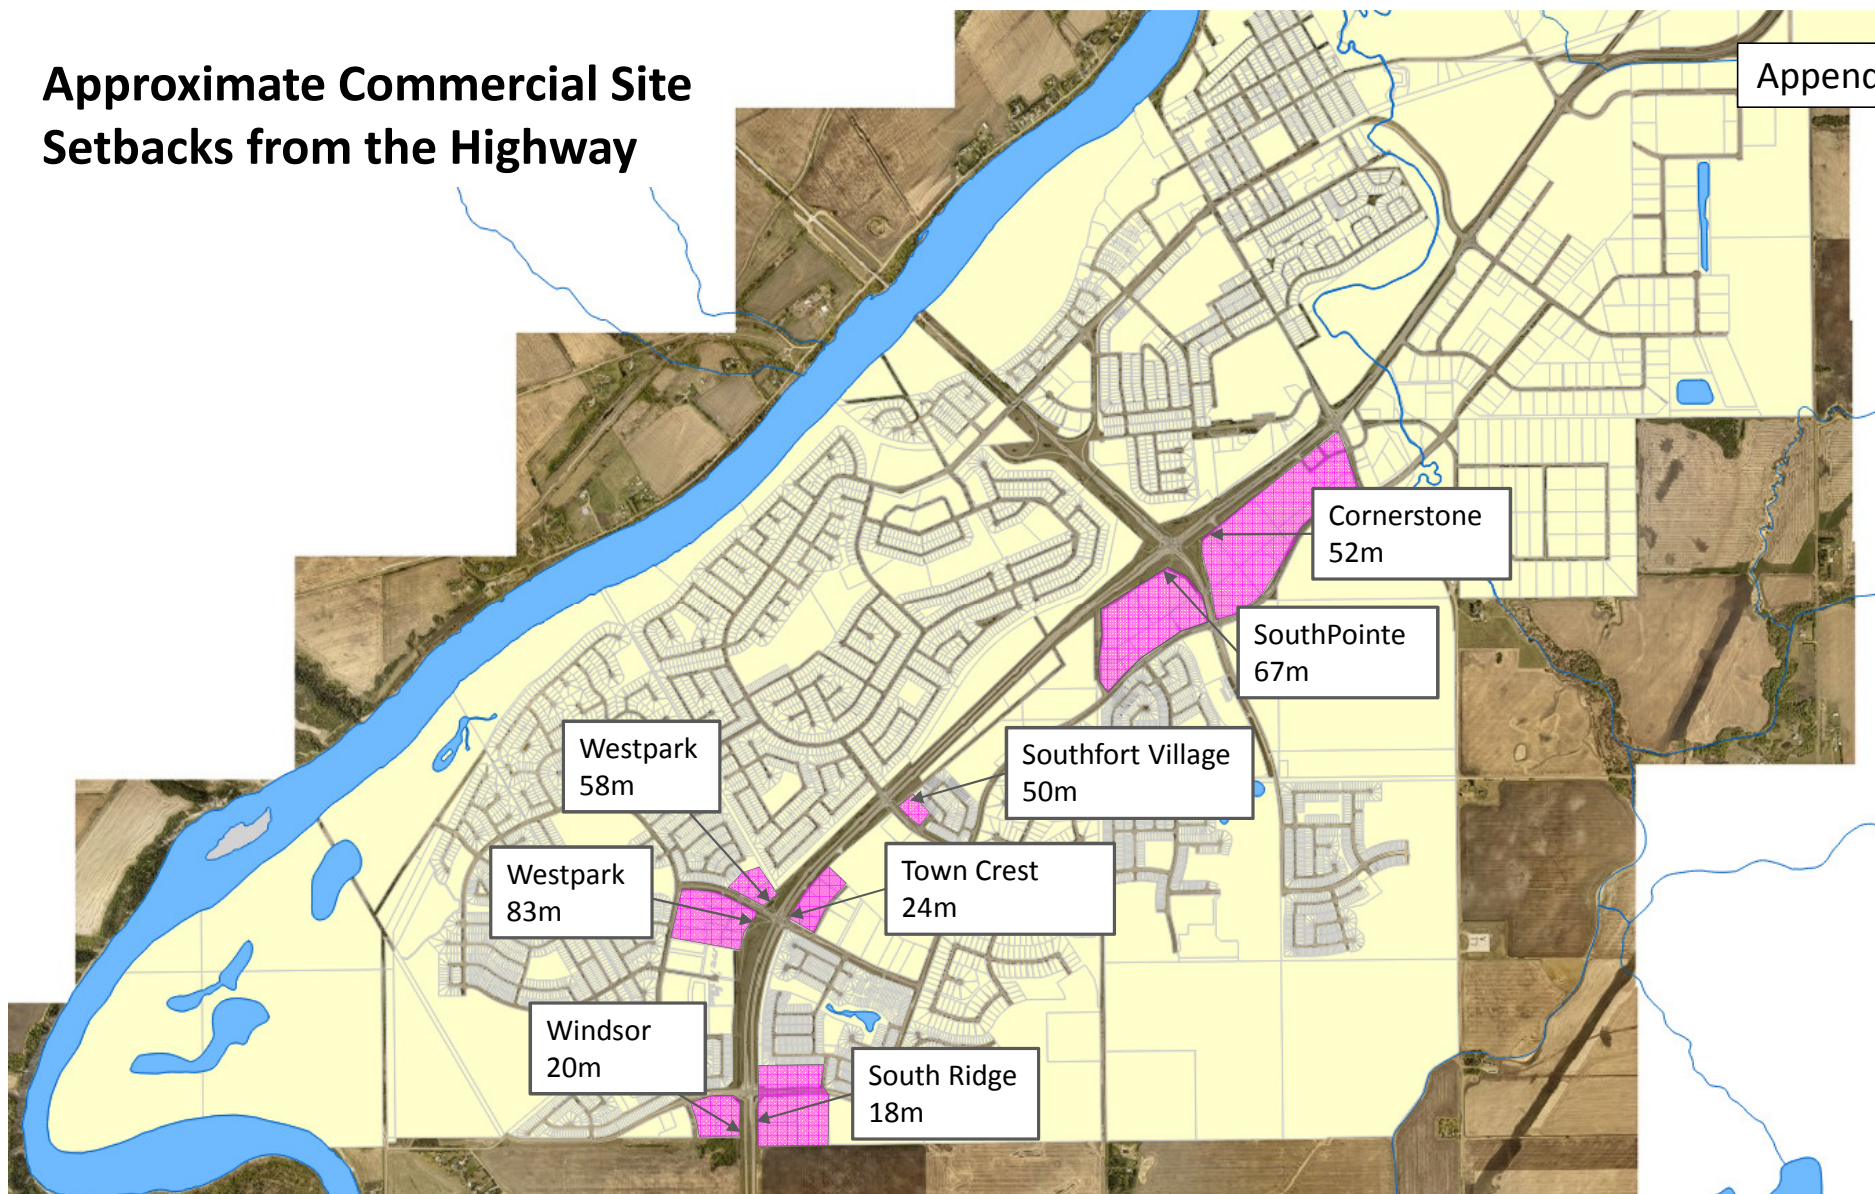 Approximate Commercial Site
Setbacks from the Highway
Cornerstone
52m
SouthPointe
67m
Westpark
58m
Southfort Village
50m
Westpark
83m
Town Crest
24m
Windsor
20m
South Ridge
18m